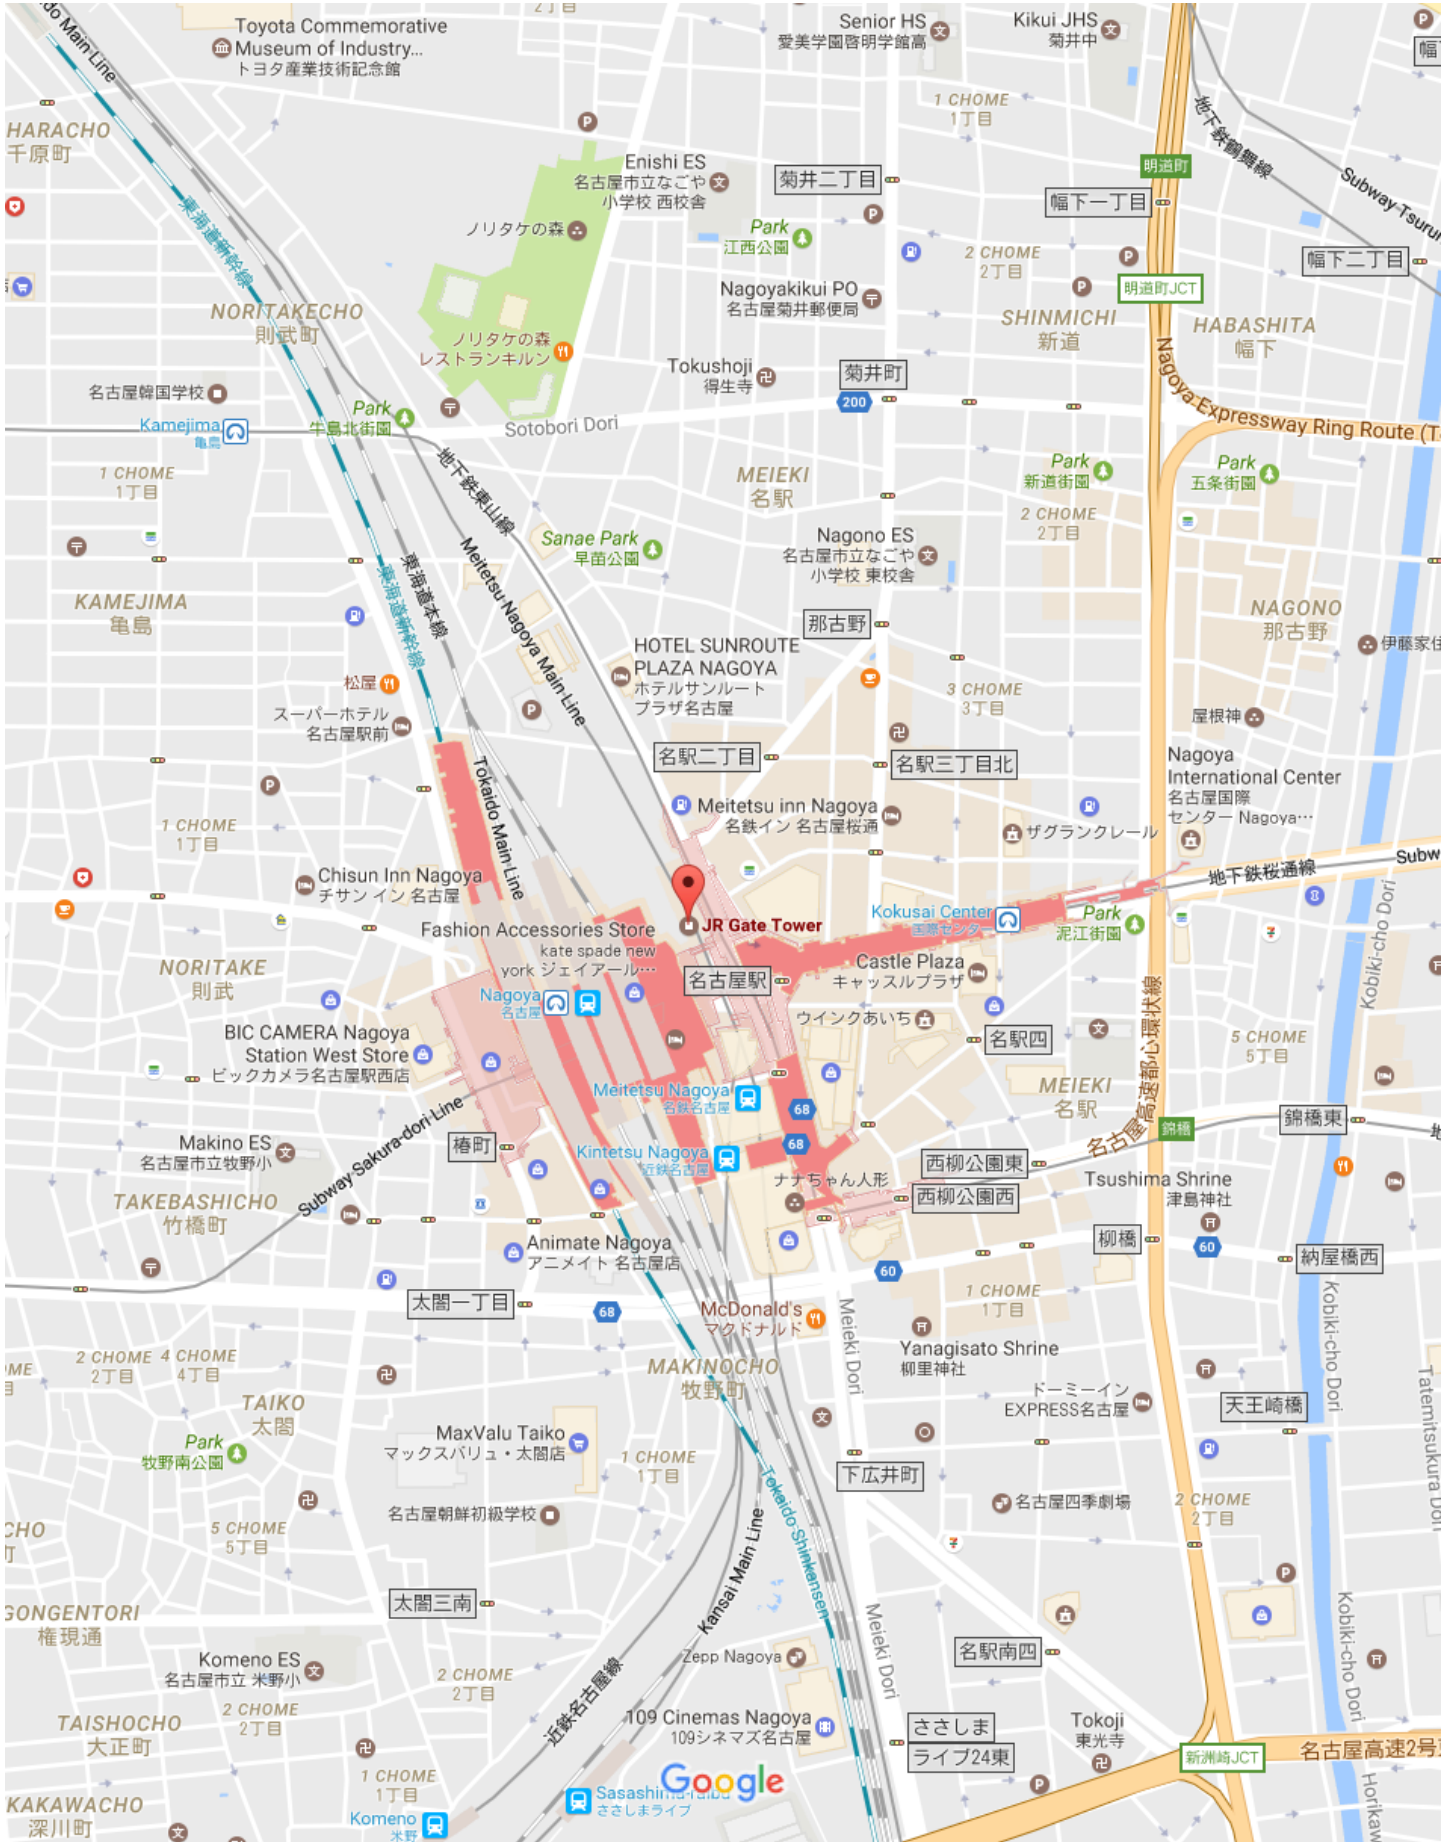 Toyota Commemorative
Museum of Industry...
トヨタ産業技術記念館
2丁目
Senior HS
愛美学園啓明学館高
Kikui JHS
菊井中
Main Line
HARACHO
千原町
1 CHOME
1丁目
地下鉄鶴舞線
明道町
Enishi ES
名古屋市立なごや
小学校 西校舎
菊井二丁目
幅下一丁目
ノリタケの森
Park
江西公園
2 CHOME
2丁目
幅下二丁目
東海道新幹線
Nagoyakikui PO
名古屋菊井郵便局
明道町JCT
NORITAKECHO
則武町
SHINMICHI
新道
HABASHITA
幅下
ノリタケの森
レストランキルン
Tokushoji
得生寺
菊井町
200
名古屋韓国学校
Park
牛島北街園
Nagoya Expressway Ring Route
Kamejima
亀島
Sotobori Dori
1 CHOME
1丁目
地下鉄東山線
MEIEKI
名駅
Park
新道街園
Park
五条街園
2 CHOME
2丁目
Sanae Park
早苗公園
Nagono ES
名古屋市立なごや
小学校 東校舎
東海道本線
東海道新幹線
Meitetsu Nagoya Main Line
KAMEJIMA
亀島
NAGONO
那古野
那古野
HOTEL SUNROUTE
PLAZA NAGOYA
ホテルサンルート
プラザ名古屋
松屋
3 CHOME
3丁目
スーパーホテル
名古屋駅前
屋根神
名駅二丁目
名駅三丁目北
Nagoya
International Center
名古屋国際
センター Nagoya…
Tokaido Main Line
Meitetsu inn Nagoya
名鉄イン 名古屋桜通
ザグランクレール
1 CHOME
1丁目
Chisun Inn Nagoya
チサン イン 名古屋
地下鉄桜通線
Kokusai Center
国際センター
Park
泥江街園
JR Gate Tower
Fashion Accessories Store
kate spade new
york ジェイアール…
NORITAKE
則武
名古屋駅
Castle Plaza
キャッスルプラザ
Kobiki-cho Dori
Nagoya
名古屋
ウインクあいち
名駅四
BIC CAMERA Nagoya
Station West Store
ビックカメラ名古屋駅西店
5 CHOME
5丁目
Meitetsu Nagoya
名鉄名古屋
68
MEIEKI
名駅
名古屋高速都心環状線
錦橋
錦橋東
Makino ES
名古屋市立牧野小
椿町
Subway Sakura-dori Line
Kintetsu Nagoya
近鉄名古屋
68
西柳公園東
ナナちゃん人形
西柳公園西
Tsushima Shrine
津島神社
TAKEBASHICHO
竹橋町
柳橋
60
納屋橋西
Animate Nagoya
アニメイト 名古屋店
60
太閤一丁目
68
1 CHOME
1丁目
McDonald's
マクドナルド
Meieki Dori
Yanagisato Shrine
柳里神社
Kobiki-cho Dori
2 CHOME
2丁目
4 CHOME
4丁目
MAKINOCHO
牧野町
TAIKO
太閤
ドーミーイン
EXPRESS名古屋
天王崎橋
Tatemitsukura Dori
Park
牧野南公園
MaxValu Taiko
マックスバリュ・太閤店
1 CHOME
1丁目
下広井町
Tokaido Shinkansen
名古屋朝鮮初級学校
名古屋四季劇場
2 CHOME
2丁目
5 CHOME
5丁目
Kansai Main Line
太閤三南
GONGENTORI
権現通
Meieki Dori
Kobiki-cho Dori
Komeno ES
名古屋市立 米野小
Zepp Nagoya
名駅南四
近鉄名古屋線
2 CHOME
2丁目
2 CHOME
2丁目
TAISHOCHO
大正町
109 Cinemas Nagoya
109シネマズ名古屋
ささしま
ライブ24東
Tokoji
東光寺
新洲崎JCT
名古屋高速2号
1 CHOME
1丁目
Google
KAKAWACHO
深川町
Komeno
米野
ささしまライブ